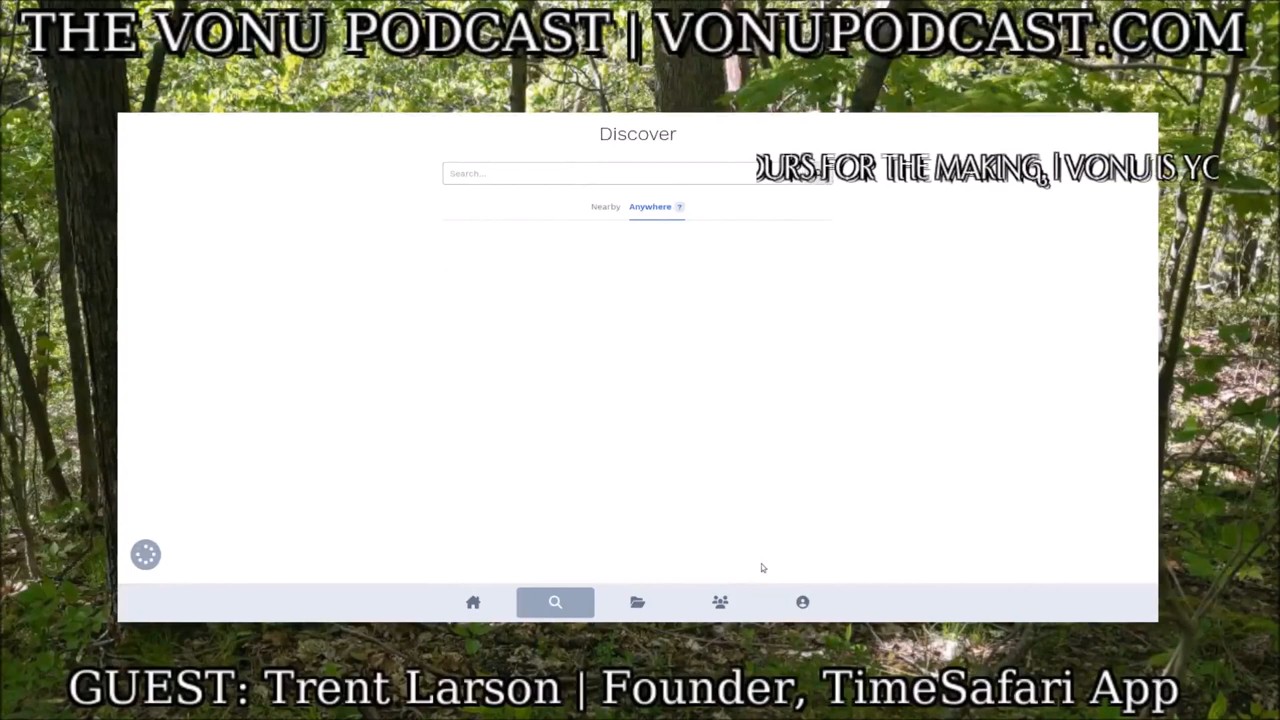 THE VONU PODCAST | VONUPODCAST.COM
Discover
Search...
OURS FOR THE MAKING, | VONU IS YO
Nearby Anywhere ?
GUEST: Trent Larson | Founder, TimeSafari App